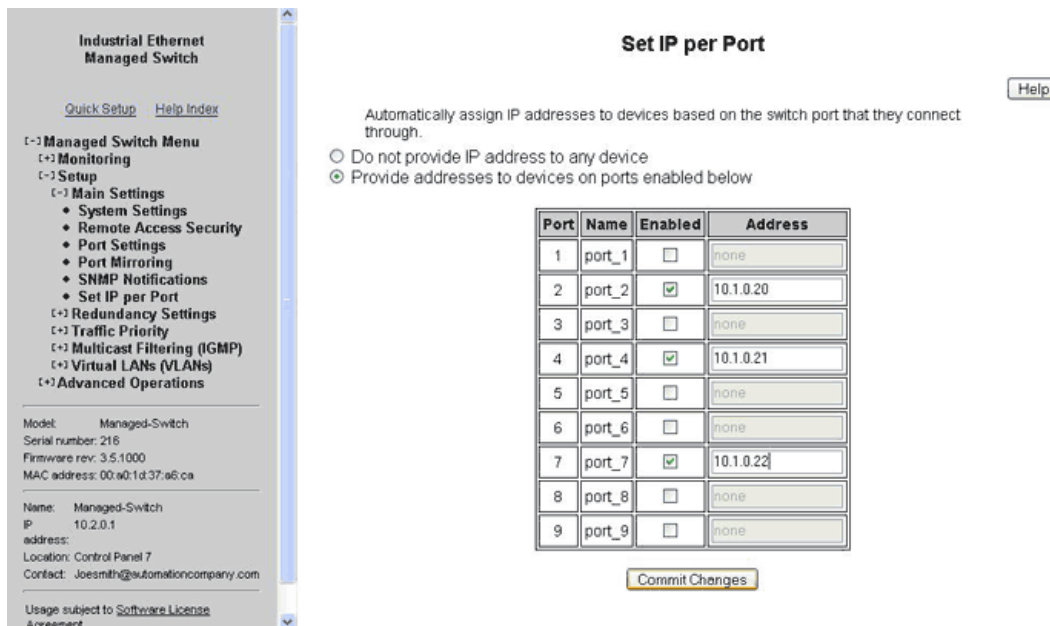 Industrial Ethernet
Managed Switch
Quick Setup Help Index
[-] Managed Switch Menu
[+] Monitoring
[-] Setup
[-] Main Settings
◆ System Settings
◆ Remote Access Security
◆ Port Settings
◆ Port Mirroring
◆ SNMP Notifications
◆ Set IP per Port
[+] Redundancy Settings
[+] Traffic Priority
[+] Multicast Filtering (IGMP)
[+] Virtual LANs (VLANs)
[+] Advanced Operations
Model: Managed-Switch
Serial number: 216
Firmware rev: 3.5.1000
MAC address: 00:a0:1d:37:a6:ca
Name: Managed-Switch
IP 10.2.0.1
address:
Location: Control Panel 7
Contact: Joesmith@automationcompany.com
Usage subject to Software License
Agreement
Set IP per Port
Help
Automatically assign IP addresses to devices based on the switch port that they connect
through.
Do not provide IP address to any device
Provide addresses to devices on ports enabled below
Port Name Enabled Address
1 port_1 none
2 port_2 10.1.0.20
3 port_3 none
4 port_4 10.1.0.21
5 port_5 none
6 port_6 none
7 port_7 10.1.0.22
8 port_8 none
9 port_9 none
Commit Changes